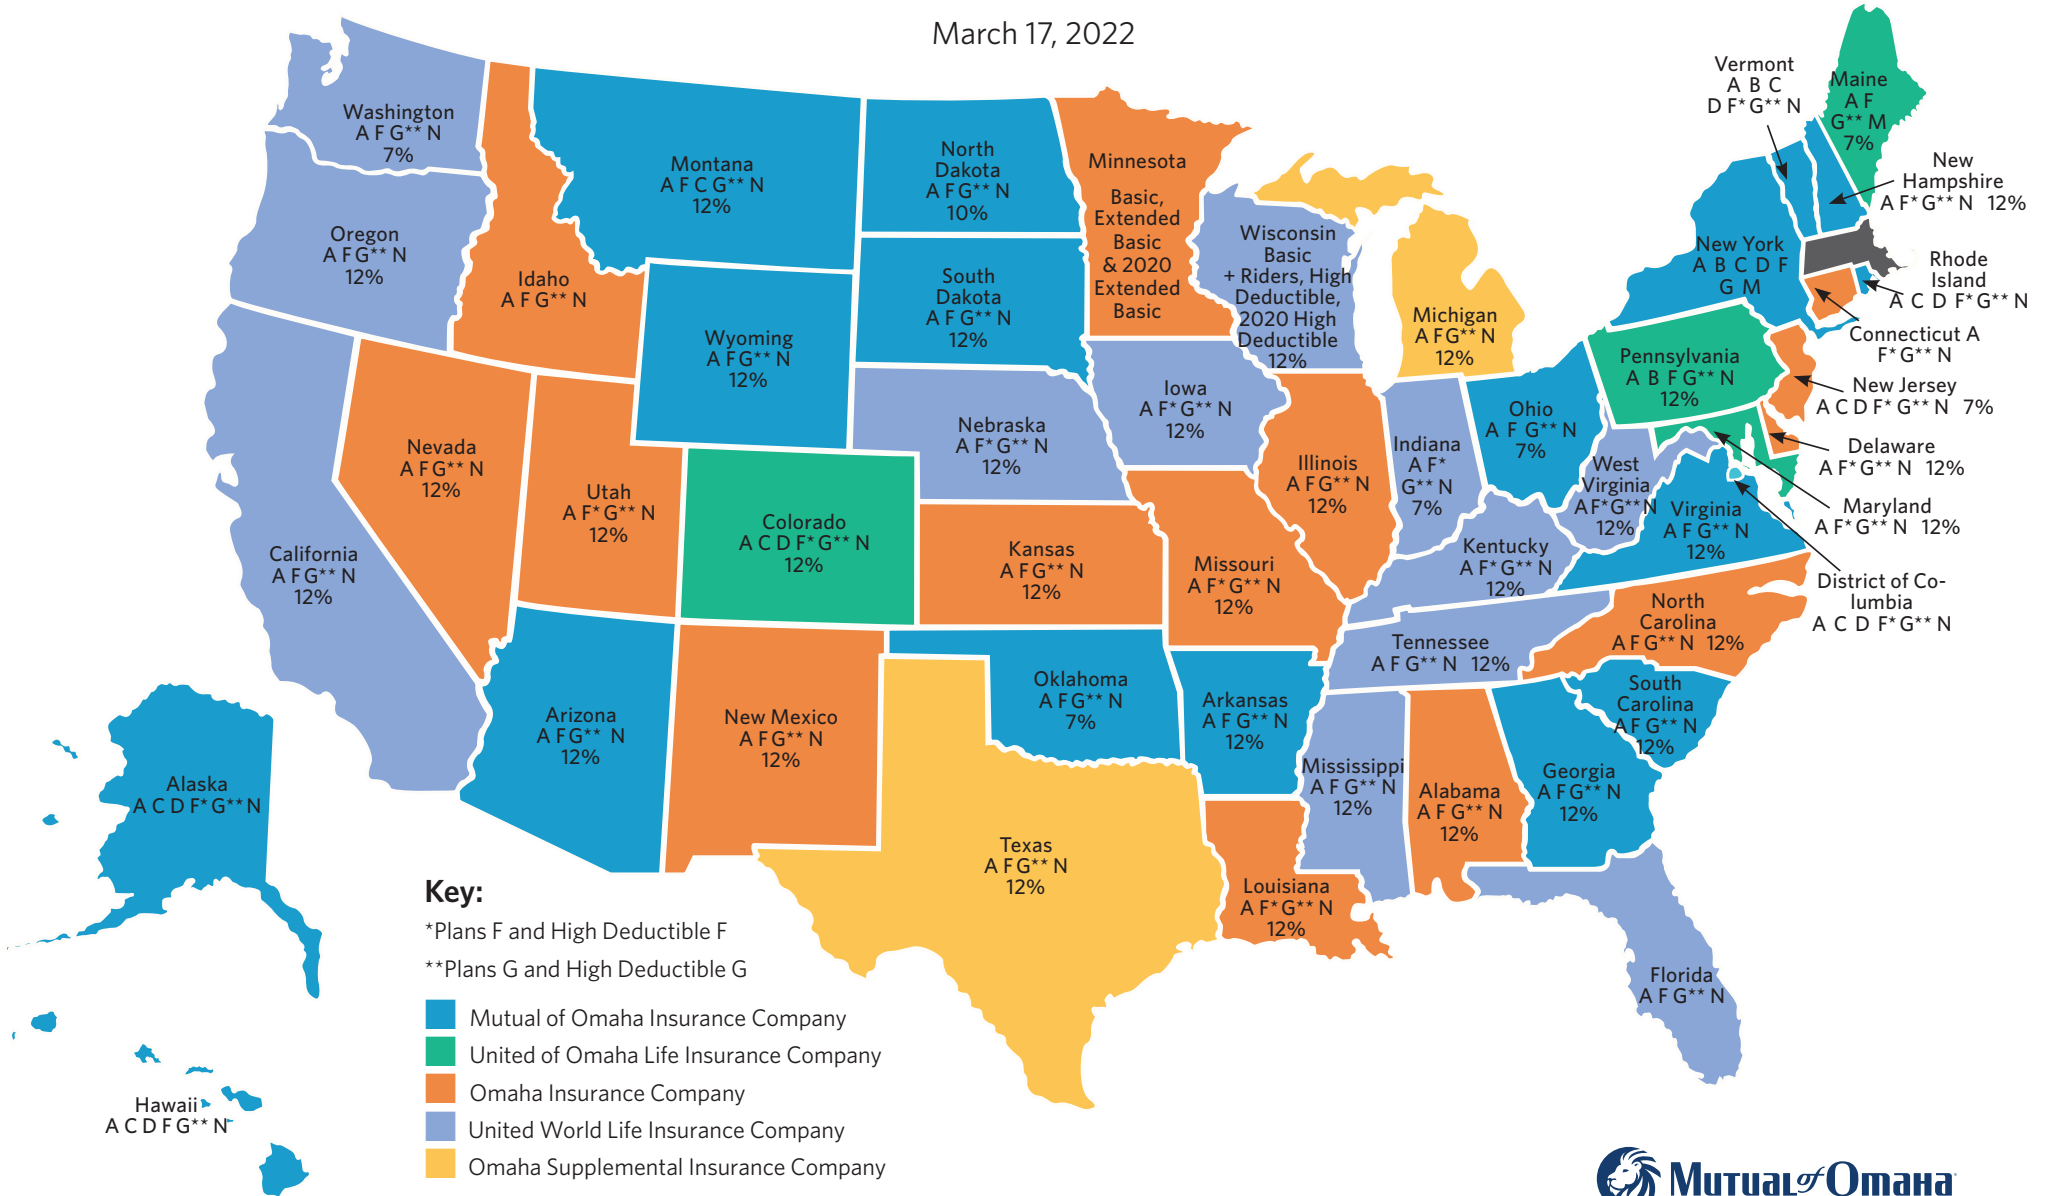 March 17, 2022
Washington
A F G** N
7%
Oregon
A F G** N
12%
California
A F G** N
12%
Idaho
A F G** N
Nevada
A F G** N
12%
Montana
A F C G** N
12%
Wyoming
A F G** N
12%
Utah
A F* G** N
12%
Colorado
A C D F* G** N
12%
Arizona
A F G** N
12%
New Mexico
A F G** N
12%
North
Dakota
A F G** N
10%
South
Dakota
A F G** N
12%
Nebraska
A F* G** N
12%
Kansas
A F G** N
12%
Oklahoma
A F G** N
7%
Texas
A F G** N
12%
Minnesota
Basic,
Extended
Basic
& 2020
Extended
Basic
Iowa
A F* G** N
12%
Missouri
A F* G** N
12%
Arkansas
A F G** N
12%
Louisiana
A F* G** N
12%
Wisconsin
Basic
+ Riders, High
Deductible,
2020 High
Deductible
12%
Illinois
A F G** N
12%
Michigan
A F G** N
12%
Indiana
A F*
G** N
7%
Ohio
A F G** N
7%
Kentucky
A F* G** N
12%
Tennessee
A F G** N 12%
Mississippi
A F G** N
12%
Alabama
A F G** N
12%
Georgia
A F G** N
12%
Florida
A F G** N
South
Carolina
A F G** N
12%
North
Carolina
A F G** N 12%
Virginia
A F G** N
12%
West
Virginia
A F* G** N
12%
Pennsylvania
A B F G** N
12%
New York
A B C D F
G M
Vermont
A B C
D F* G** N
Maine
A F
G** M
7%
New
Hampshire
A F* G** N 12%
Rhode
Island
A C D F* G** N
Connecticut A
F* G** N
New Jersey
A C D F* G** N 7%
Delaware
A F* G** N 12%
Maryland
A F* G** N 12%
District of Co-
lumbia
A C D F* G** N
Alaska
A C D F* G** N
Hawaii
A C D F G** N
Key:
*Plans F and High Deductible F
**Plans G and High Deductible G
Mutual of Omaha Insurance Company
United of Omaha Life Insurance Company
Omaha Insurance Company
United World Life Insurance Company
Omaha Supplemental Insurance Company
MUTUAL of OMAHA